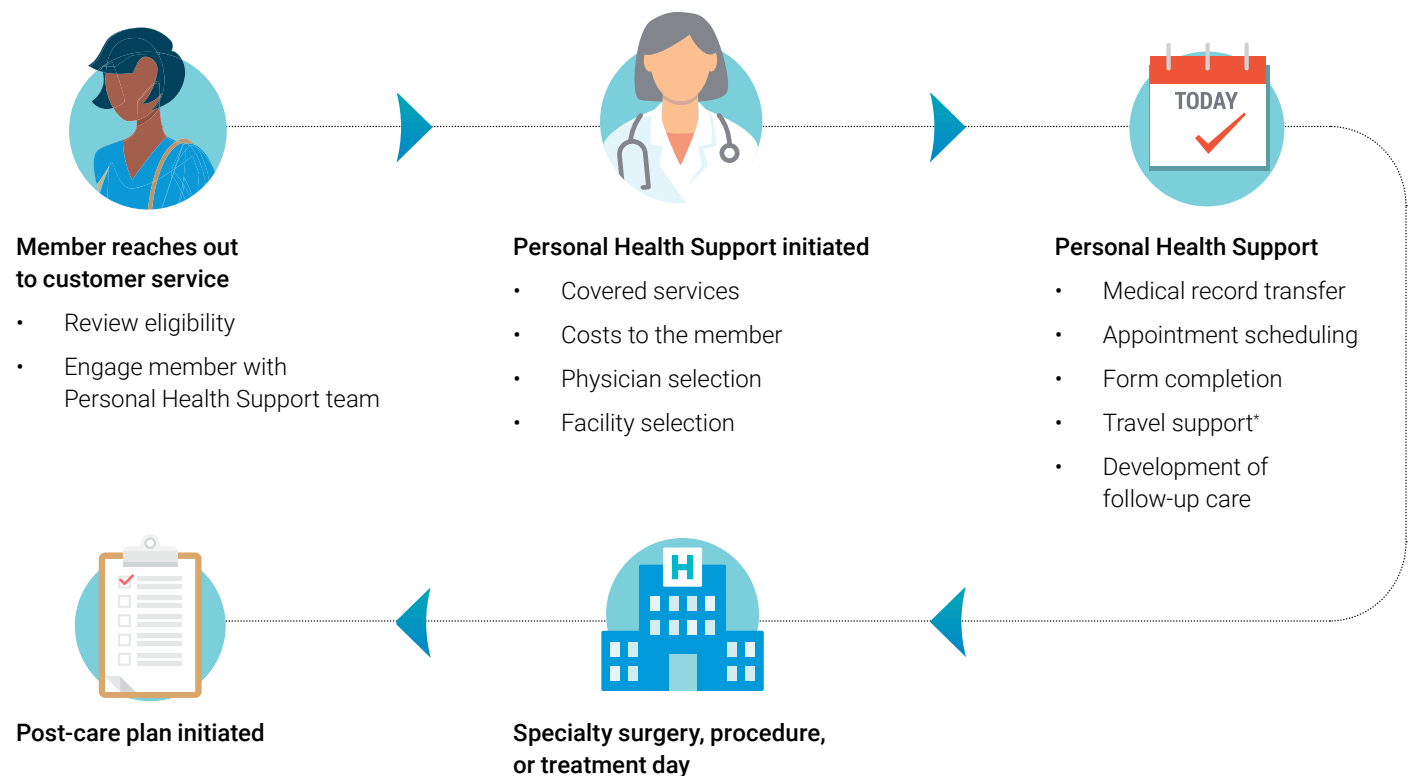 TODAY
Member reaches out
to customer service
• Review eligibility
• Engage member with
Personal Health Support team
Personal Health Support initiated
• Covered services
• Costs to the member
• Physician selection
• Facility selection
Personal Health Support
• Medical record transfer
• Appointment scheduling
• Form completion
• Travel support*
• Development of
follow-up care
H
Specialty surgery, procedure,
or treatment day
Post-care plan initiated